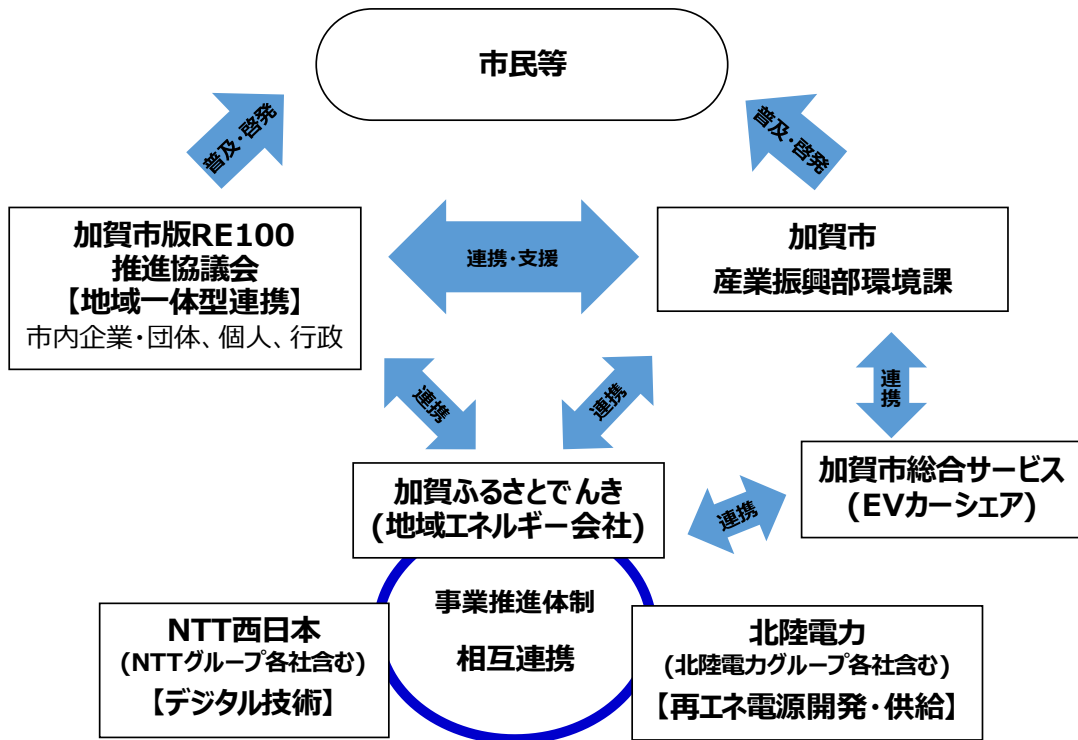 市民等
普及・啓発
普及・啓発
加賀市版RE100
推進協議会
【地域一体型連携】
市内企業・団体、個人、行政
連携・支援
加賀市
産業振興部環境課
連携
連携
連携
加賀ふるさとでんき
(地域エネルギー会社)
連携
加賀市総合サービス
(EVカーシェア)
事業推進体制
相互連携
NTT西日本
(NTTグループ各社含む)
【デジタル技術】
北陸電力
(北陸電力グループ各社含む)
【再エネ電源開発・供給】